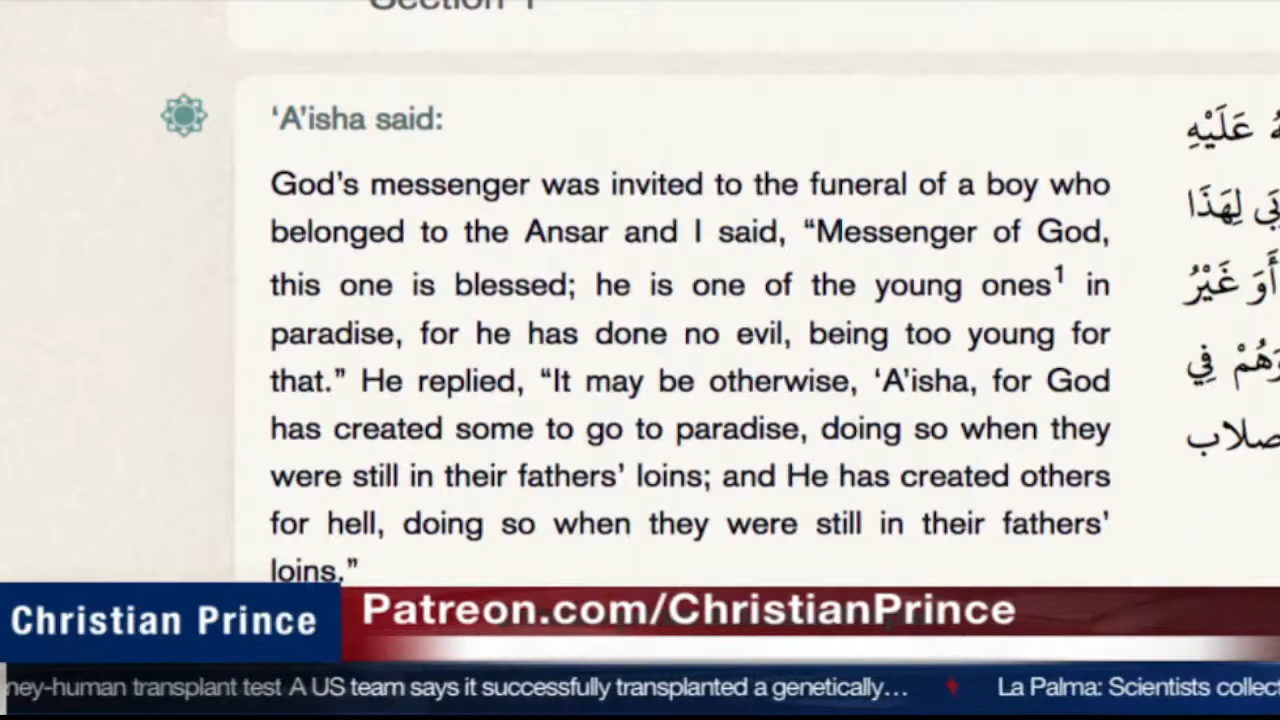 Section 1
‘A’isha said:
God’s messenger was invited to the funeral of a boy who
belonged to the Ansar and I said, “Messenger of God,
this one is blessed; he is one of the young ones1 in
paradise, for he has done no evil, being too young for
that.” He replied, “It may be otherwise, ‘A’isha, for God
has created some to go to paradise, doing so when they
were still in their fathers’ loins; and He has created others
for hell, doing so when they were still in their fathers’
loins.”
عَلَيْهِ
لِهَذَا
أَوَ غَيْرُ
فِي
Christian Prince
Patreon.com/ChristianPrince
ney-human transplant test A US team says it successfully transplanted a genetically... La Palma: Scientists collect